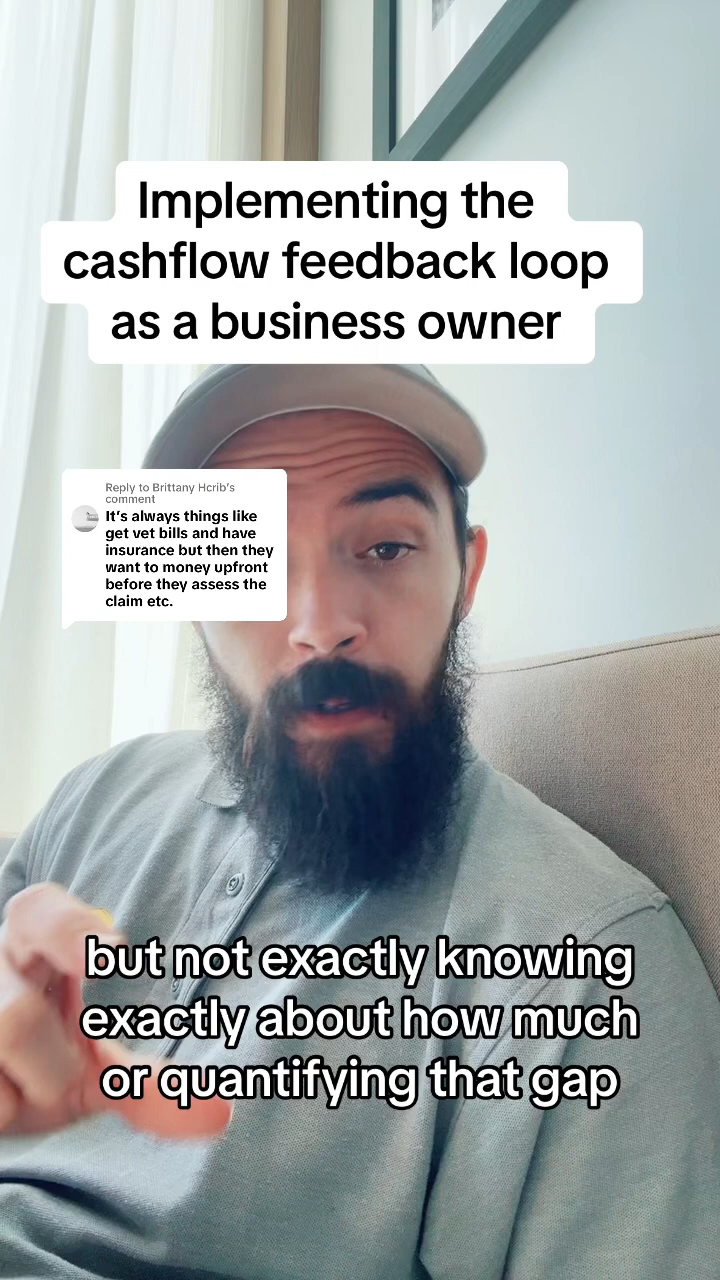 Implementing the
cashflow feedback loop
as a business owner
Reply to Brittany Hcrib's
comment
It's always things like
get vet bills and have
insurance but then they
want to money upfront
before they assess the
claim etc.
but not exactly knowing
exactly about how much
or quantifying that gap